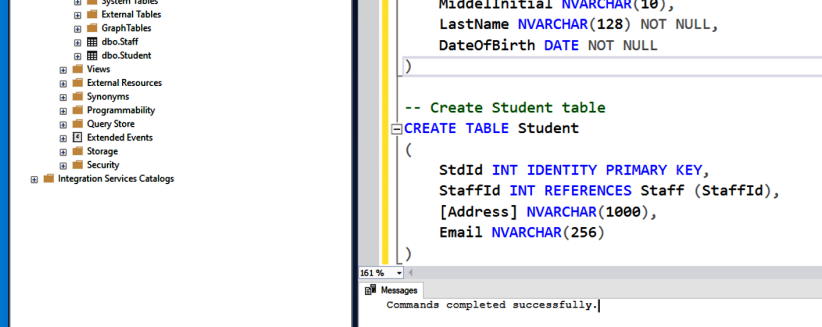 System Tables
External Tables
GraphTables
dbo.Staff
dbo.Student
Views
External Resources
Synonyms
Programmability
Query Store
Extended Events
Storage
Security
Integration Services Catalogs
MiddelInitial NVARCHAR(10),
LastName NVARCHAR(128) NOT NULL,
DateOfBirth DATE NOT NULL
)
-- Create Student table
CREATE TABLE Student
(
StdId INT IDENTITY PRIMARY KEY,
StaffId INT REFERENCES Staff (StaffId),
[Address] NVARCHAR(1000),
Email NVARCHAR(256)
)
161 %
Messages
Commands completed successfully.